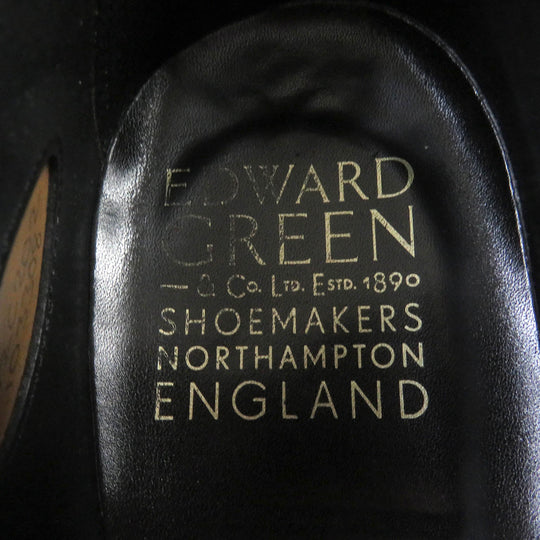 EDWARD
GREEN
— & Co. LTD. ESTD. 1890
SHOEMAKERS
NORTHAMPTON
ENGLAND